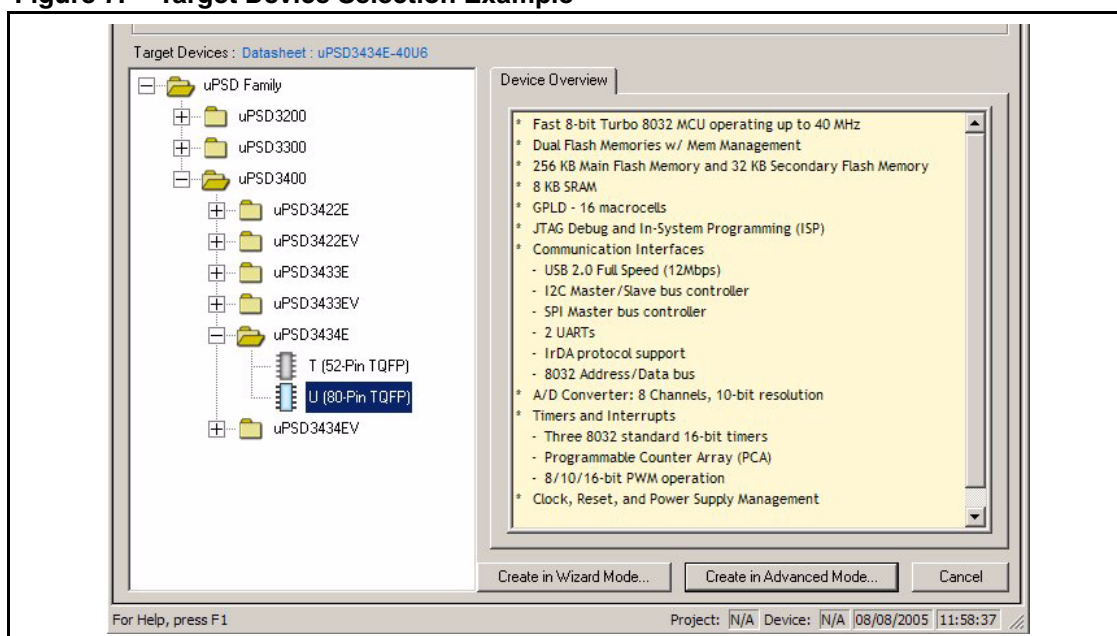 Figure 7. Target Device Selection Example
Target Devices : Datasheet : uPSD3434E-40U6
uPSD Family
uPSD3200
uPSD3300
uPSD3400
uPSD3422E
uPSD3422EV
uPSD3433E
uPSD3433EV
uPSD3434E
T (52-Pin TQFP)
U (80-Pin TQFP)
uPSD3434EV
Device Overview
* Fast 8-bit Turbo 8032 MCU operating up to 40 MHz
* Dual Flash Memories w/ Mem Management
* 256 KB Main Flash Memory and 32 KB Secondary Flash Memory
* 8 KB SRAM
* GPLD - 16 macrocells
* JTAG Debug and In-System Programming (ISP)
* Communication Interfaces
- USB 2.0 Full Speed (12Mbps)
- I2C Master/Slave bus controller
- SPI Master bus controller
- 2 UARTs
- IrDA protocol support
- 8032 Address/Data bus
* A/D Converter: 8 Channels, 10-bit resolution
* Timers and Interrupts
- Three 8032 standard 16-bit timers
- Programmable Counter Array (PCA)
- 8/10/16-bit PWM operation
* Clock, Reset, and Power Supply Management
Create in Wizard Mode... Create in Advanced Mode... Cancel
For Help, press F1 Project: N/A Device: N/A 08/08/2005 11:58:37